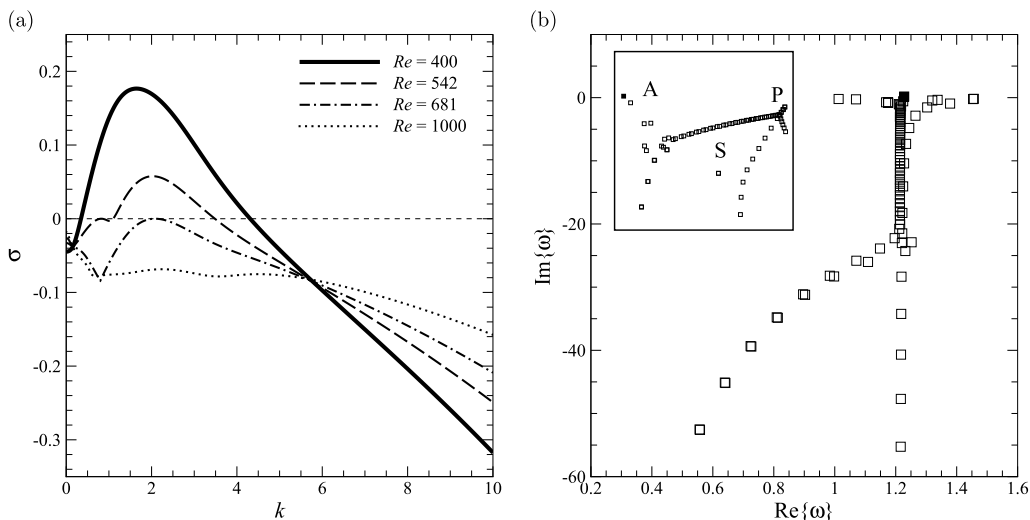 (a)
0.2
0.1
0
-0.1
-0.2
-0.3
σ
0 2 4 6 8 10
k
Re = 400
Re = 542
Re = 681
Re = 1000
(b)
0
-20
-40
-60
Im{ω}
0.2 0.4 0.6 0.8 1 1.2 1.4 1.6
Re{ω}
A
P
S